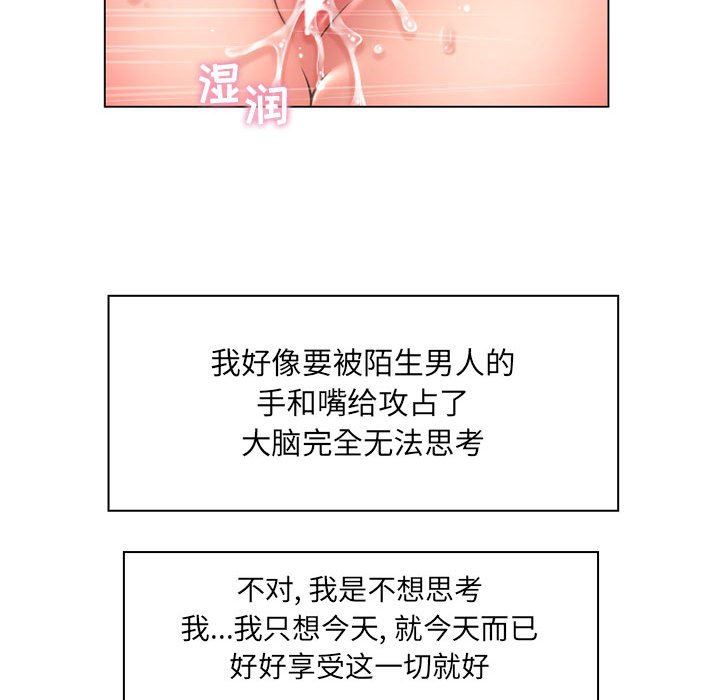 湿润
我好像要被陌生男人的
手和嘴给攻占了
大脑完全无法思考
不对, 我是不想思考
我...我只想今天, 就今天而已
好好享受这一切就好